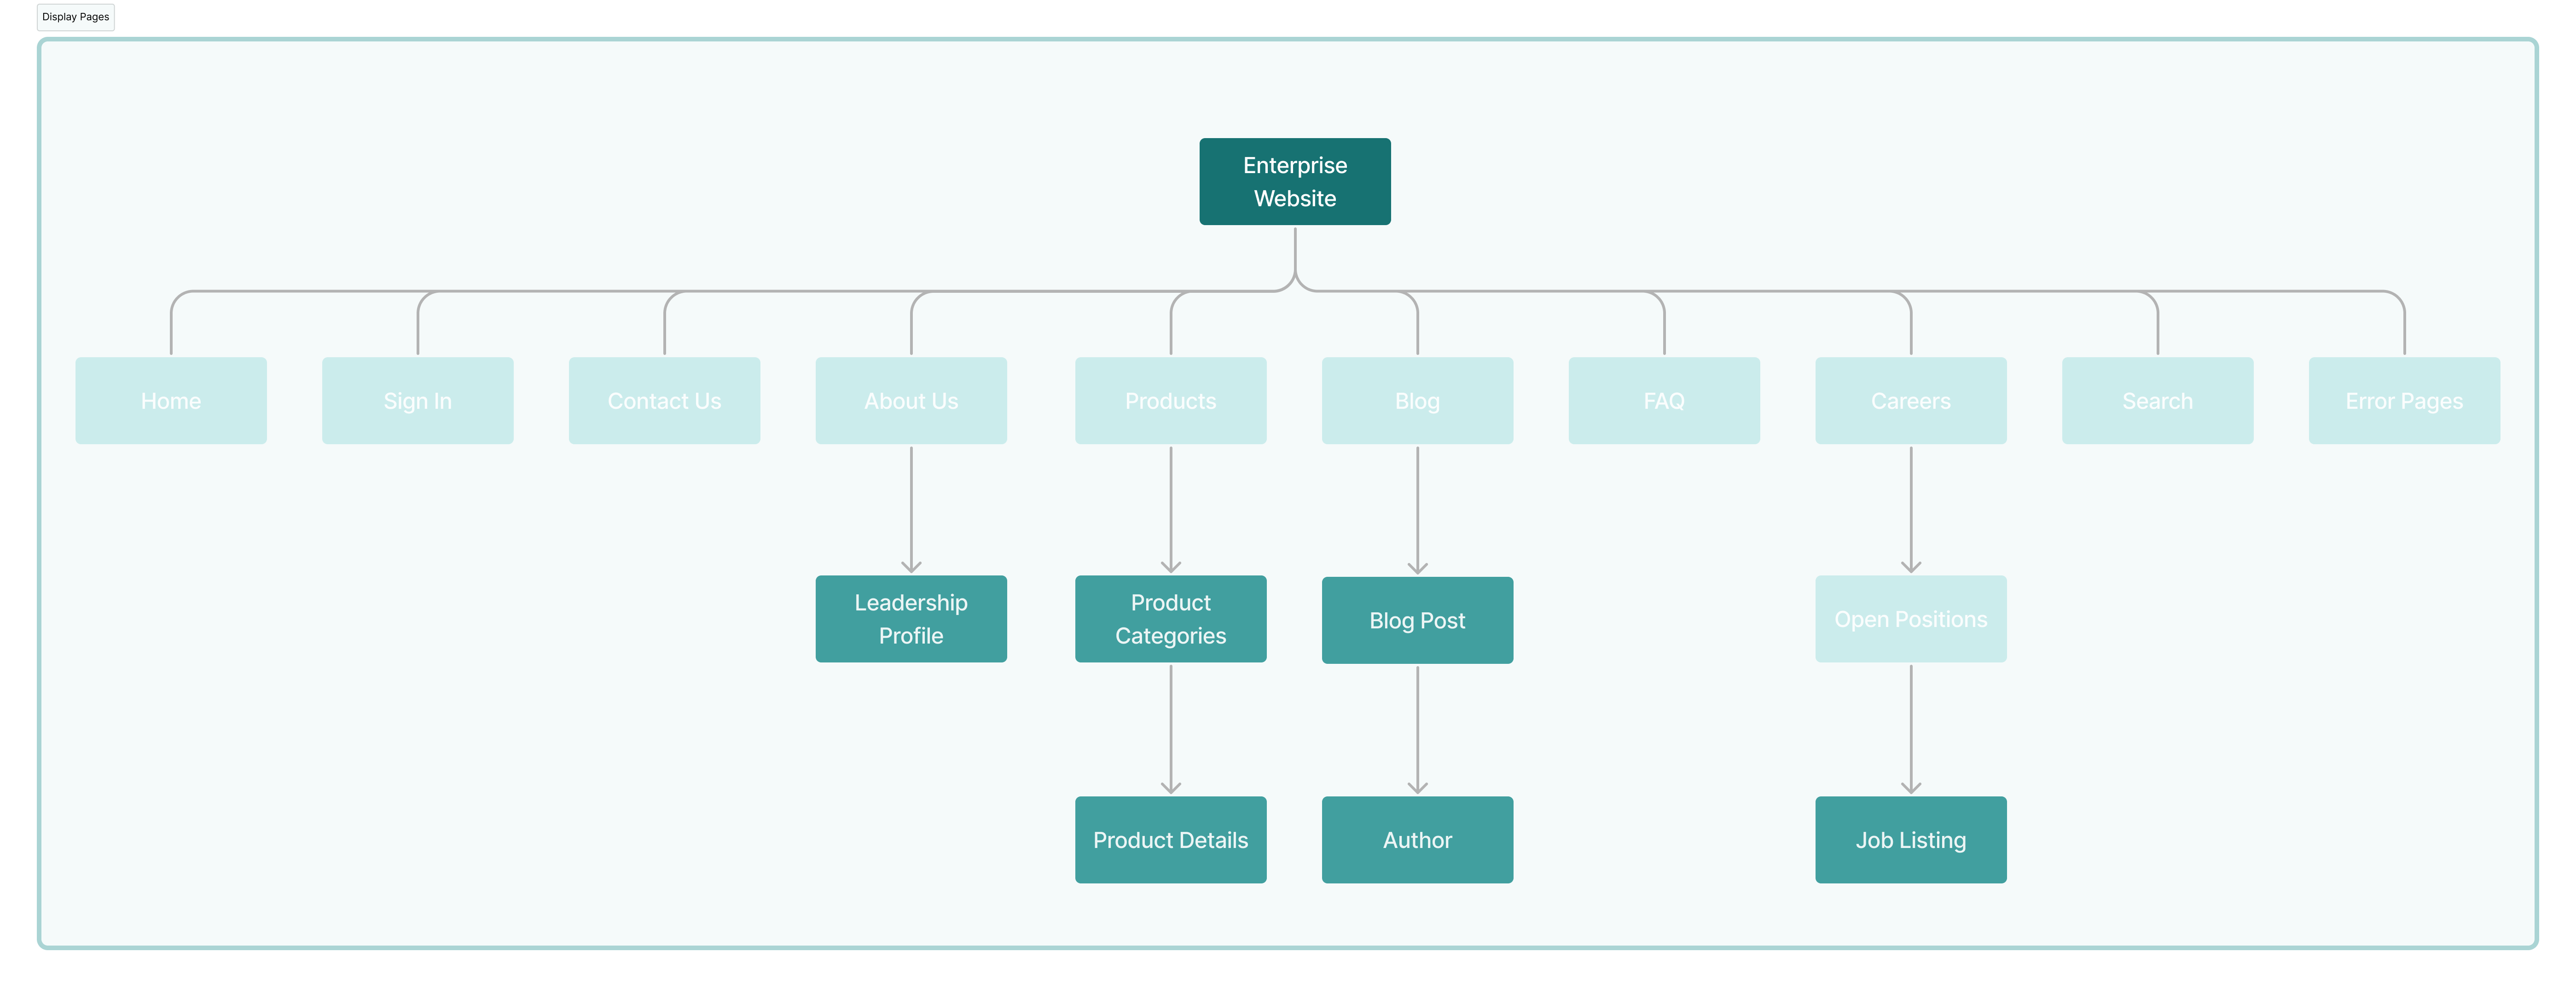 Display Pages
Enterprise
Website
Home
Sign In
Contact Us
About Us
Products
Blog
FAQ
Careers
Search
Error Pages
Leadership
Profile
Product
Categories
Blog Post
Open Positions
Product Details
Author
Job Listing